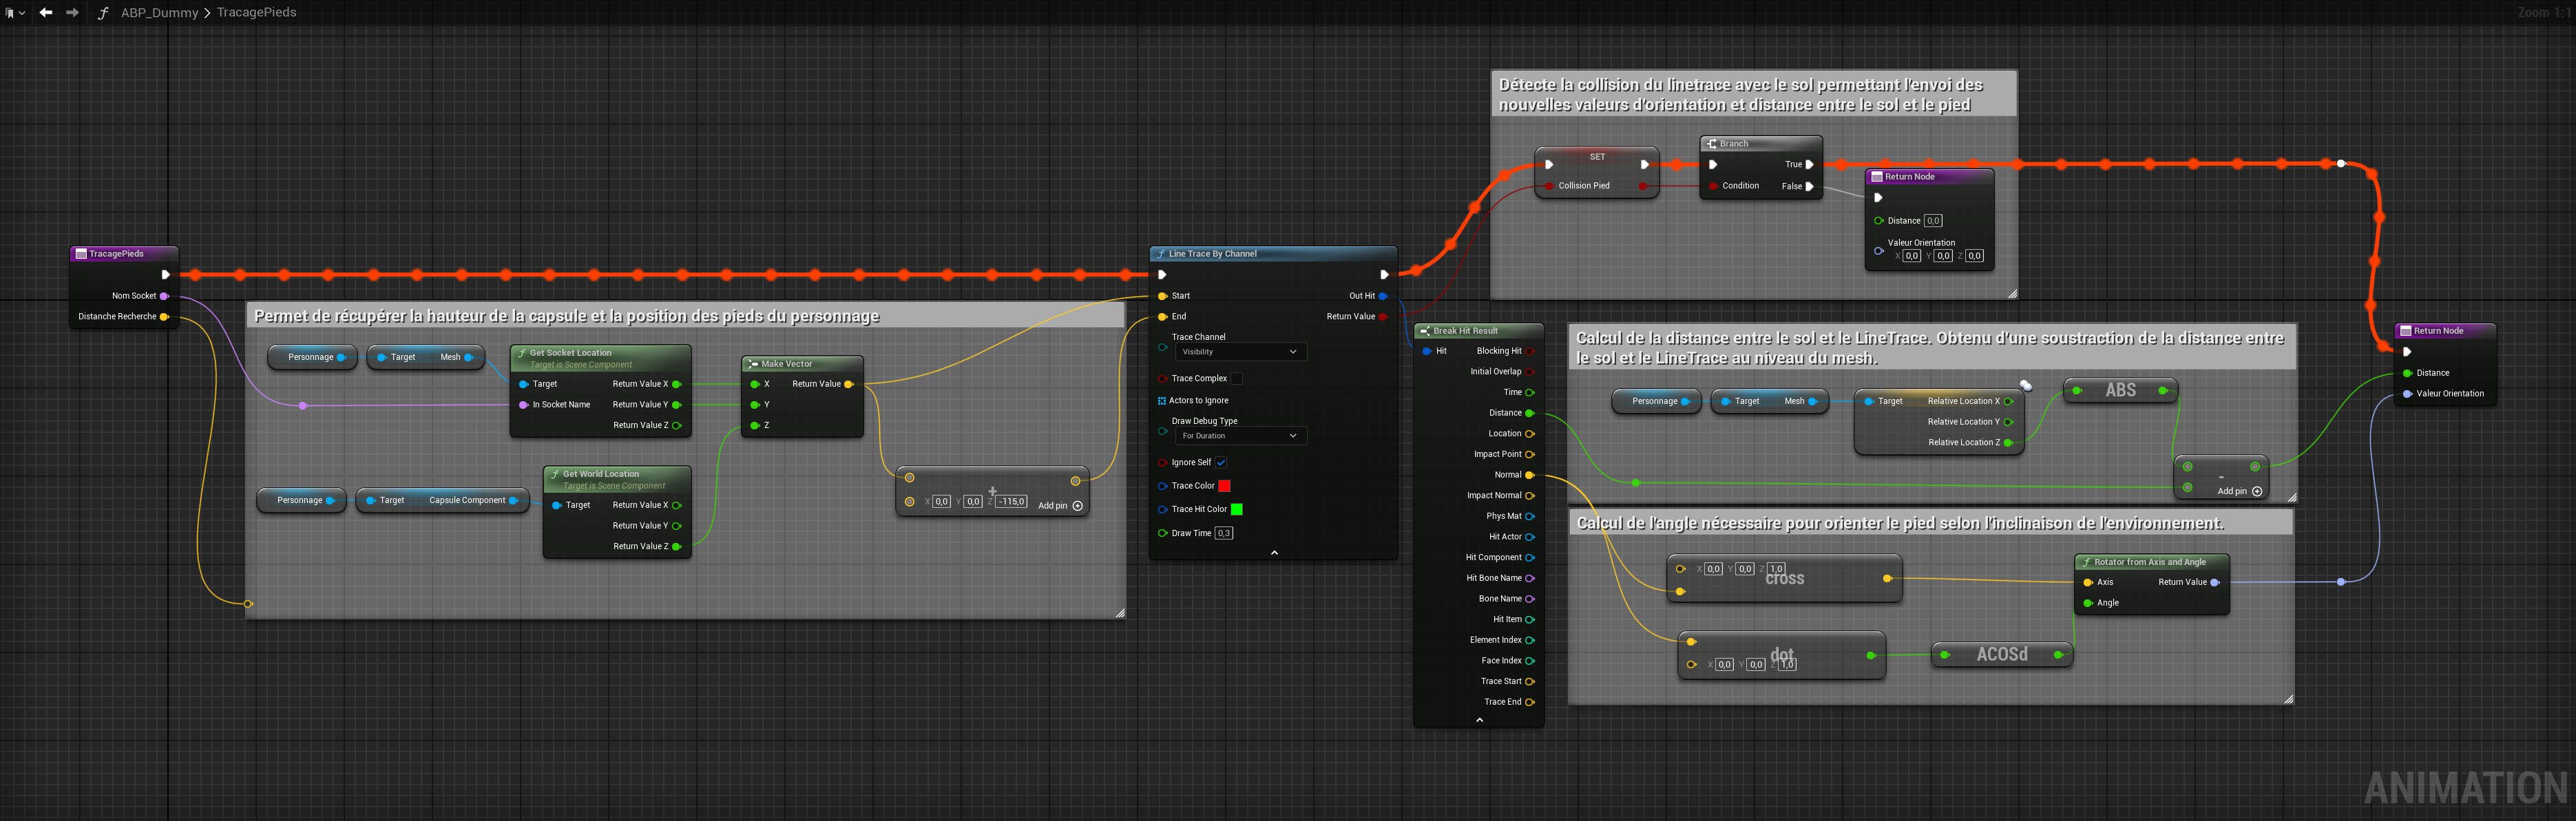 ABP_Dummy > TracagePieds
Zoom 1:1
Détecte la collision du linetrace avec le sol permettant l'envoi des
nouvelles valeurs d'orientation et distance entre le sol et le pied
SET
Collision Pied
Branch
True
Condition
False
Return Node
Distance 0,0
Valeur Orientation
X 0,0 Y 0,0 Z 0,0
TracagePieds
Nom Socket
Distanche Recherche
Permet de récupérer la hauteur de la capsule et la position des pieds du personnage
Personnage
Target Mesh
Get Socket Location
Target is Scene Component
Target Return Value X
In Socket Name Return Value Y
Return Value Z
Make Vector
X Return Value
Y
Z
Personnage
Target Capsule Component
Get World Location
Target is Scene Component
Target Return Value X
Return Value Y
Return Value Z
+
X 0,0 Y 0,0 Z -115,0 Add pin
Line Trace By Channel
Start Out Hit
End Return Value
Trace Channel
Visibility
Trace Complex
Actors to Ignore
Draw Debug Type
For Duration
Ignore Self
Trace Color
Trace Hit Color
Draw Time 0,3
Break Hit Result
Hit Blocking Hit
Initial Overlap
Time
Distance
Location
Impact Point
Normal
Impact Normal
Phys Mat
Hit Actor
Hit Component
Hit Bone Name
Bone Name
Hit Item
Element Index
Face Index
Trace Start
Trace End
Calcul de la distance entre le sol et le LineTrace. Obtenu d'une soustraction de la distance entre
le sol et le LineTrace au niveau du mesh.
Personnage
Target Mesh
Target Relative Location X
Relative Location Y
Relative Location Z
ABS
-
Add pin
Calcul de l'angle nécessaire pour orienter le pied selon l'inclinaison de l'environnement.
X 0,0 Y 0,0 Z 1,0
cross
dot
X 0,0 Y 0,0 Z 1,0
ACOSd
Rotator from Axis and Angle
Axis Return Value
Angle
Return Node
Distance
Valeur Orientation
ANIMATION